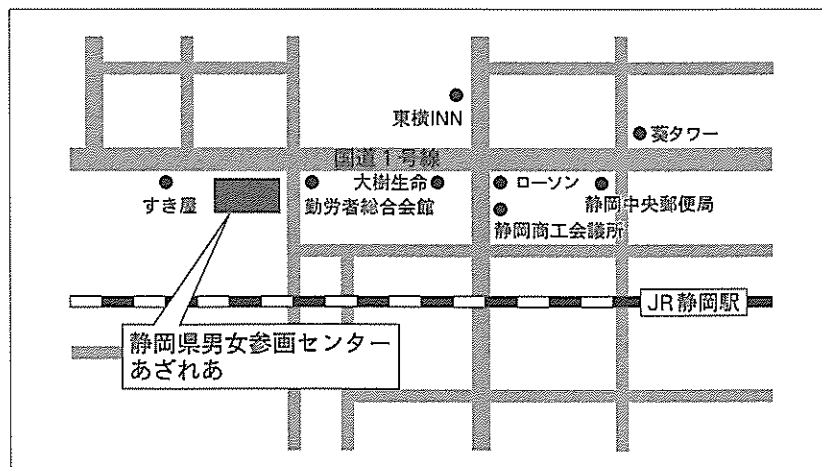 東横INN
葵タワー
国道1号線
すき屋
勤労者総合会館
大樹生命
ローソン
静岡中央郵便局
静岡商工会議所
JR静岡駅
静岡県男女参画センター
あざれあ